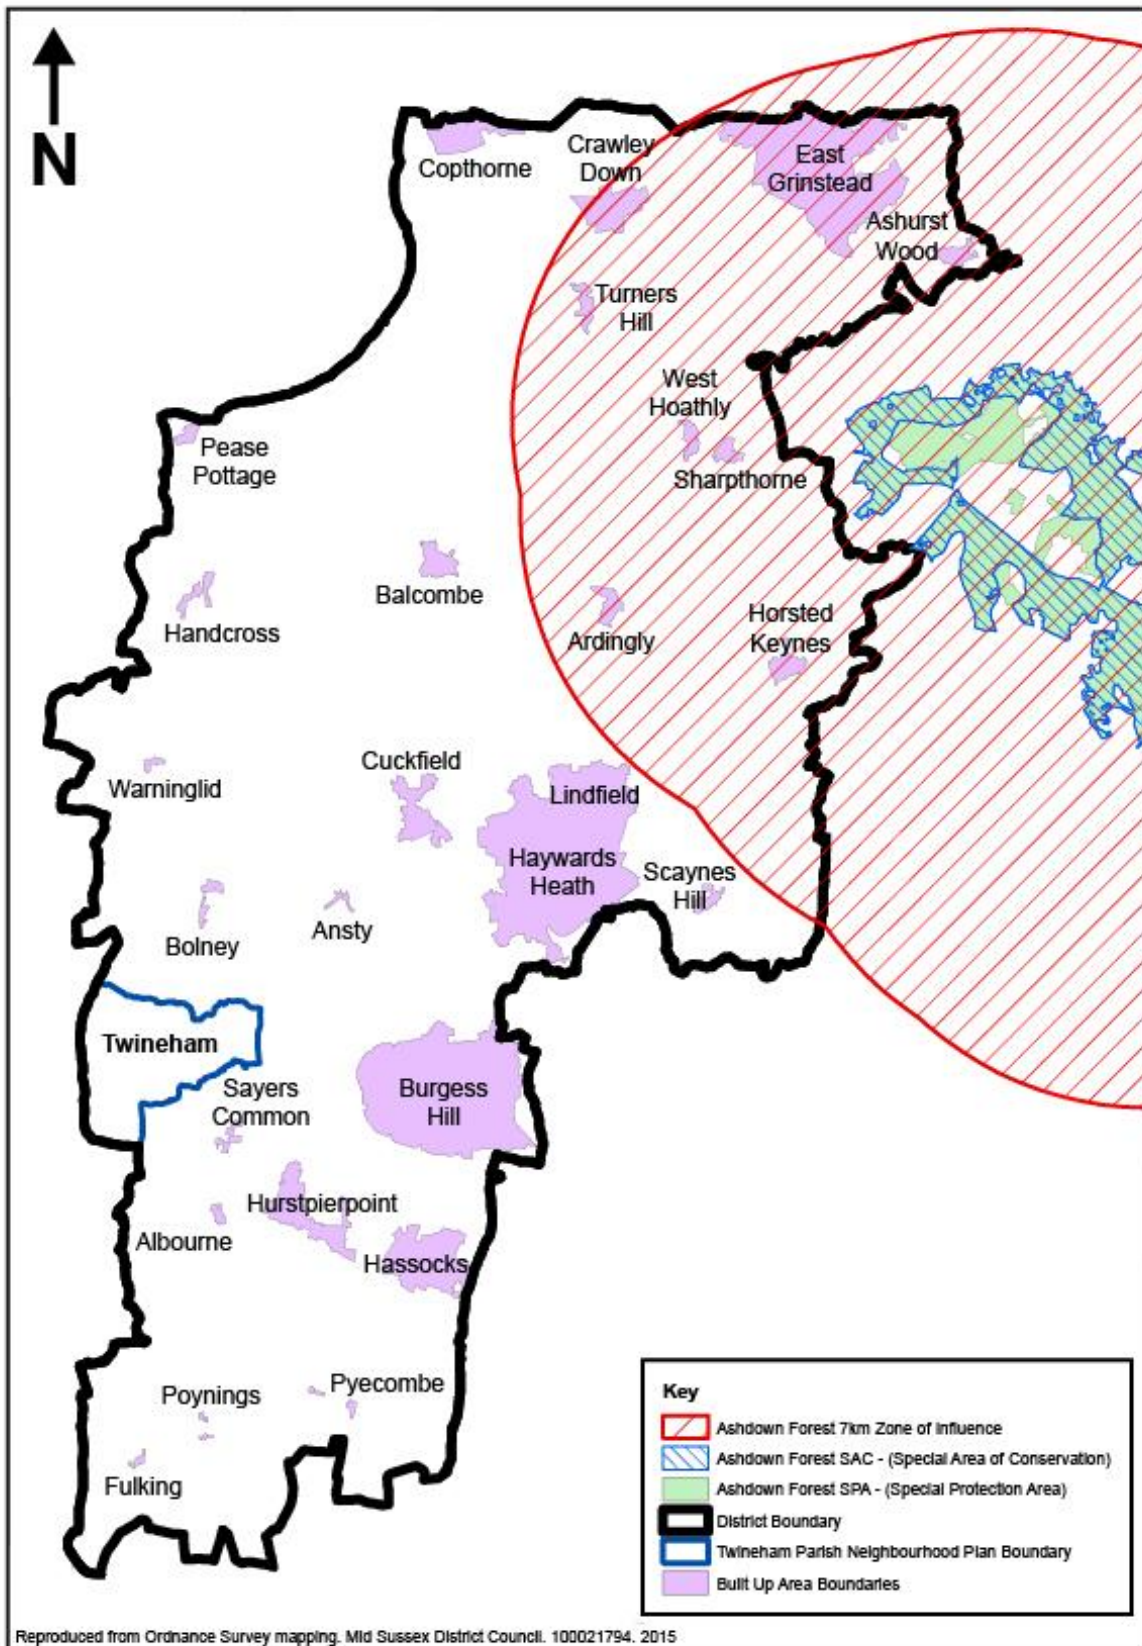 N
Copthorne
Crawley
Down
East
Grinstead
Ashurst
Wood
Turners
Hill
West
Hoathly
Sharpthorne
Pease
Pottage
Balcombe
Handcross
Ardingly
Horsted
Keynes
Warninglid
Cuckfield
Lindfield
Haywards
Heath
Scaynes
Hill
Bolney
Ansty
Twineham
Sayers
Common
Burgess
Hill
Hurstpierpoint
Albourne
Hassocks
Poynings
Pyecombe
Fulking
Key
Ashdown Forest 7km Zone of Influence
Ashdown Forest SAC - (Special Area of Conservation)
Ashdown Forest SPA - (Special Protection Area)
District Boundary
Twineham Parish Neighbourhood Plan Boundary
Built Up Area Boundaries
Reproduced from Ordnance Survey mapping. Mid Sussex District Council. 100021794. 2015